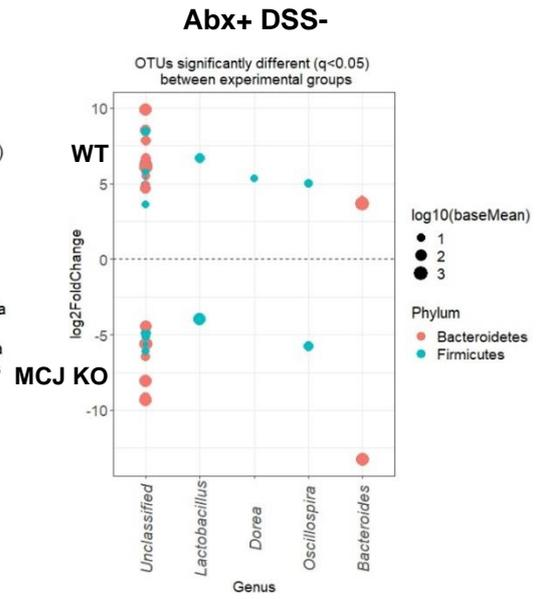 Abx+ DSS-
OTUs significantly different (q<0.05)
between experimental groups
)
a
WT
MCJ KO
log2FoldChange
10
5
0
-5
-10
Unclassified
Lactobacillus
Dorea
Oscillospira
Bacteroides
Genus
log10(baseMean)
1
2
3
Phylum
Bacteroidetes
Firmicutes